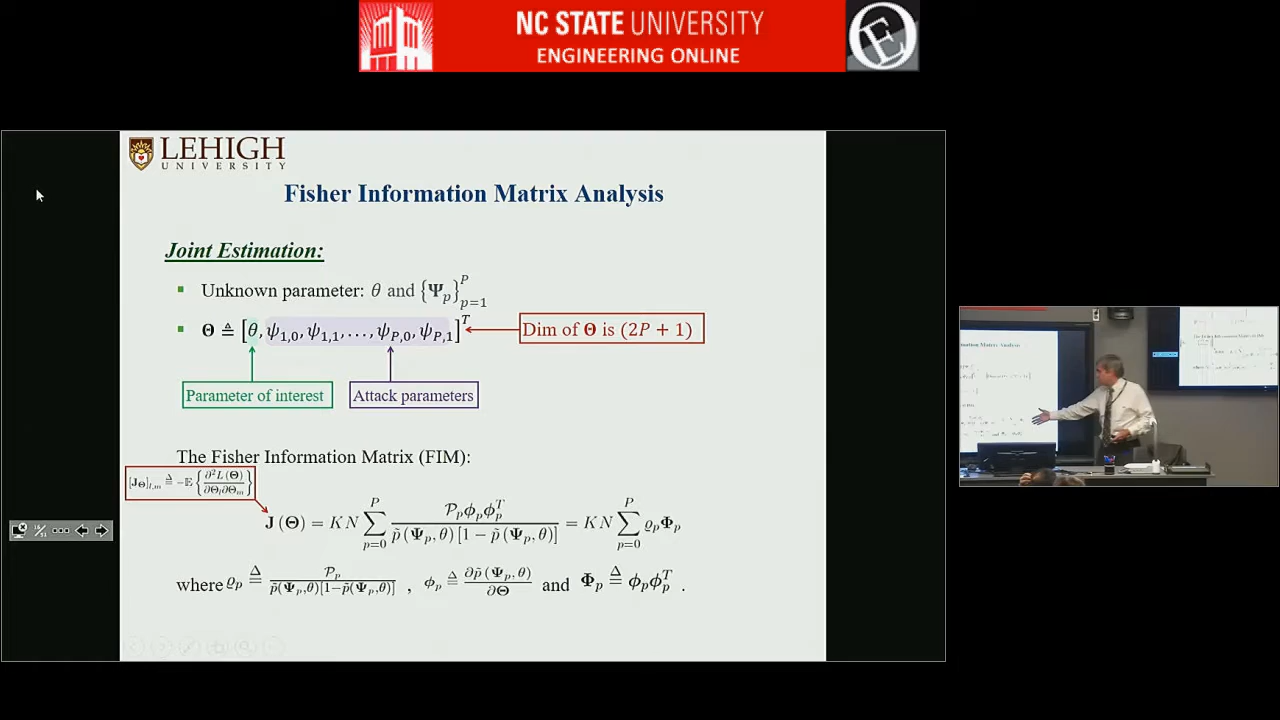 NC STATE UNIVERSITY
ENGINEERING ONLINE
E
LEHIGH
UNIVERSITY
Fisher Information Matrix Analysis
Joint Estimation:
▪ Unknown parameter: θ and {Ψ_p}_{p=1}^{P}
▪ Θ ≜ [θ, ψ_{1,0}, ψ_{1,1}, …, ψ_{P,0}, ψ_{P,1}]^T
Dim of Θ is (2P + 1)
Parameter of interest
Attack parameters
The Fisher Information Matrix (FIM):
[J_Θ]_{l,m} ≜ −𝔼 { ∂²L(Θ) / ∂Θ_l ∂Θ_m }
J(Θ) = KN ∑_{p=0}^{P} 𝒫_p ϕ_p ϕ_p^T / p̃(Ψ_p, θ)[1 − p̃(Ψ_p, θ)] = KN ∑_{p=0}^{P} ϱ_p Φ_p
where ϱ_p ≜ 𝒫_p / p̃(Ψ_p,θ)[1−p̃(Ψ_p,θ)] , ϕ_p ≜ ∂p̃(Ψ_p, θ) / ∂Θ and Φ_p ≜ ϕ_p ϕ_p^T .